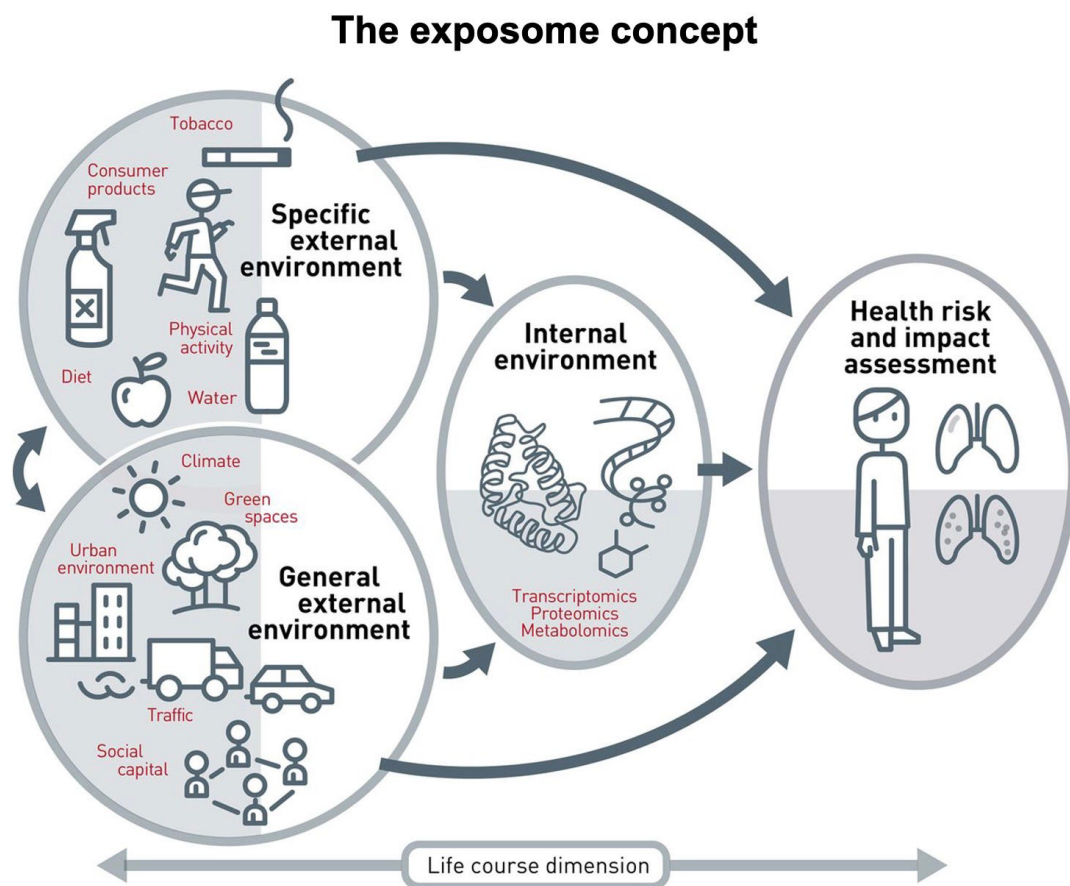 The exposome concept
Tobacco
Consumer
products
Specific
external
environment
Physical
activity
Diet
Water
Climate
Green
spaces
Urban
environment
General
external
environment
Traffic
Social
capital
Internal
environment
Transcriptomics
Proteomics
Metabolomics
Health risk
and impact
assessment
Life course dimension